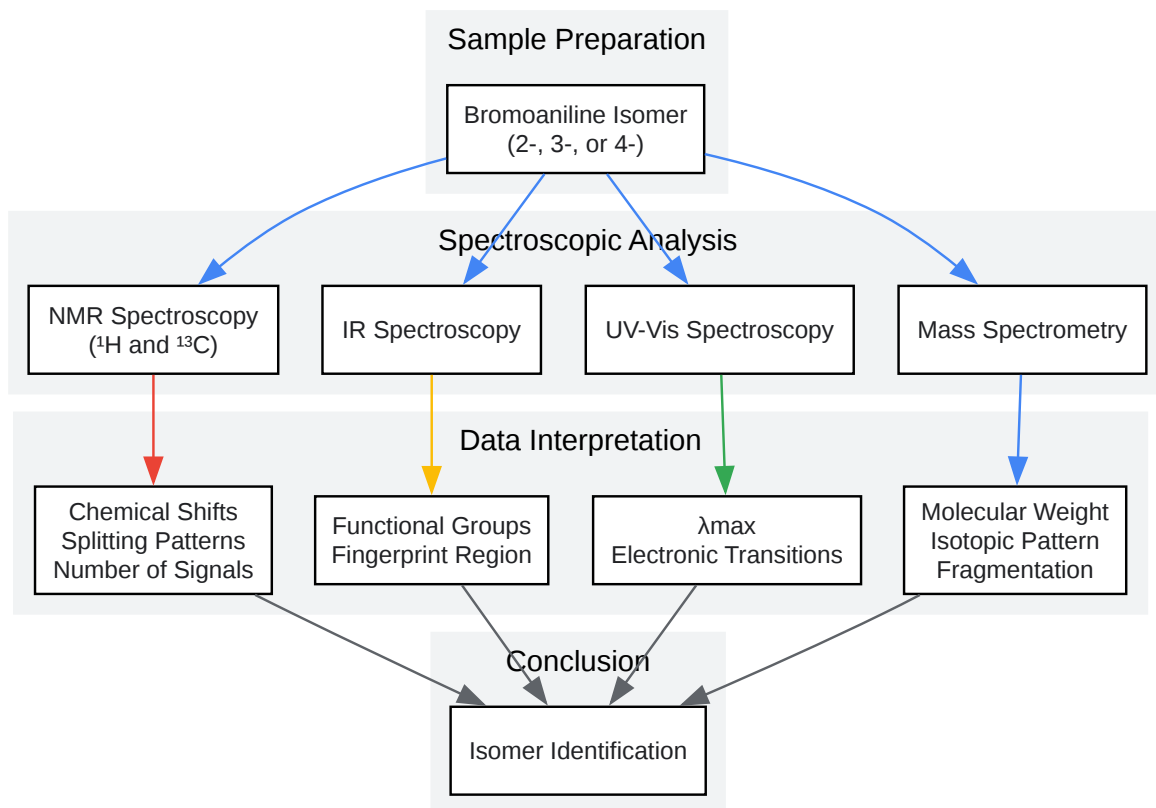 Sample Preparation
Bromoaniline Isomer
(2-, 3-, or 4-)
Spectroscopic Analysis
NMR Spectroscopy
(¹H and ¹³C)
IR Spectroscopy
UV-Vis Spectroscopy
Mass Spectrometry
Data Interpretation
Chemical Shifts
Splitting Patterns
Number of Signals
Functional Groups
Fingerprint Region
λmax
Electronic Transitions
Molecular Weight
Isotopic Pattern
Fragmentation
Conclusion
Isomer Identification